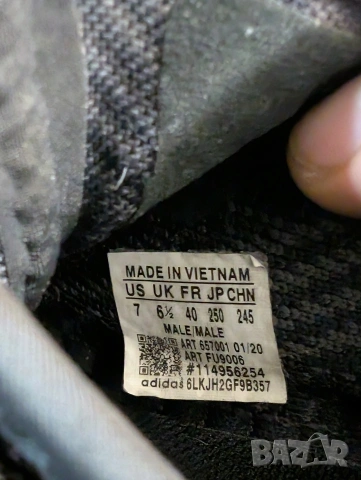 MADE IN VIETNAM
US UK FR JP CHN
7 6½ 40 250 245
MALE/MALE
ART 657001 01/20
ART FU9006
#114956254
adidas 6LKJH2GF9B357
BAZAR.bg